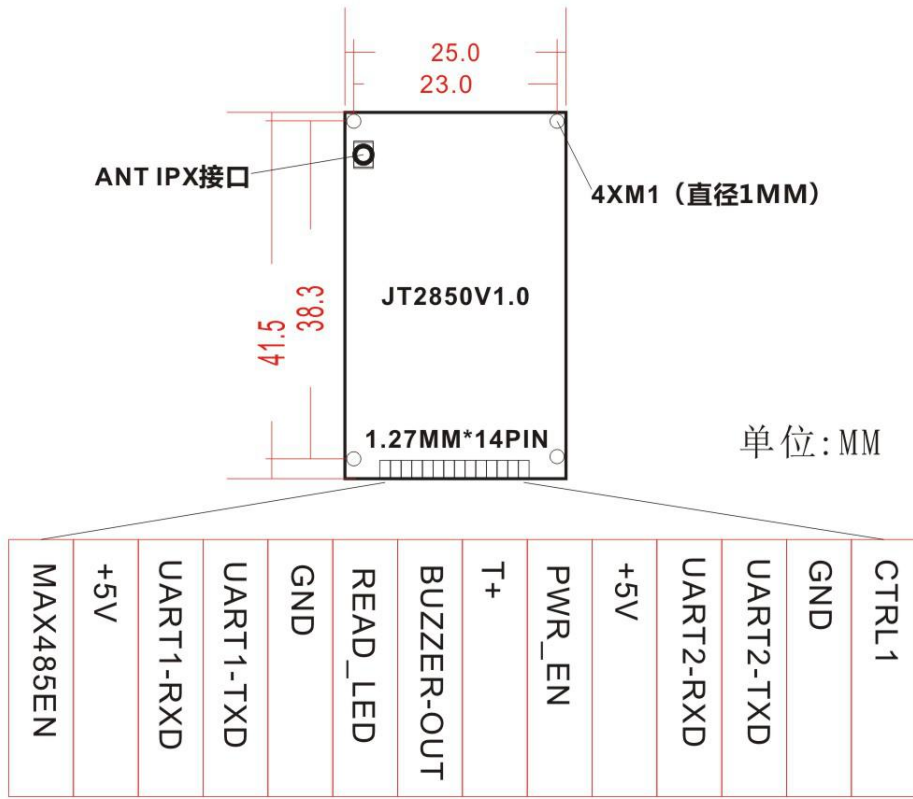 25.0
23.0
ANT IPX接口
4XM1（直径1MM）
JT2850V1.0
38.3
41.5
1.27MM*14PIN
单位:MM
MAX485EN
+5V
UART1-RXD
UART1-TXD
GND
READ_LED
BUZZER-OUT
T+
PWR_EN
+5V
UART2-RXD
UART2-TXD
GND
CTRL1